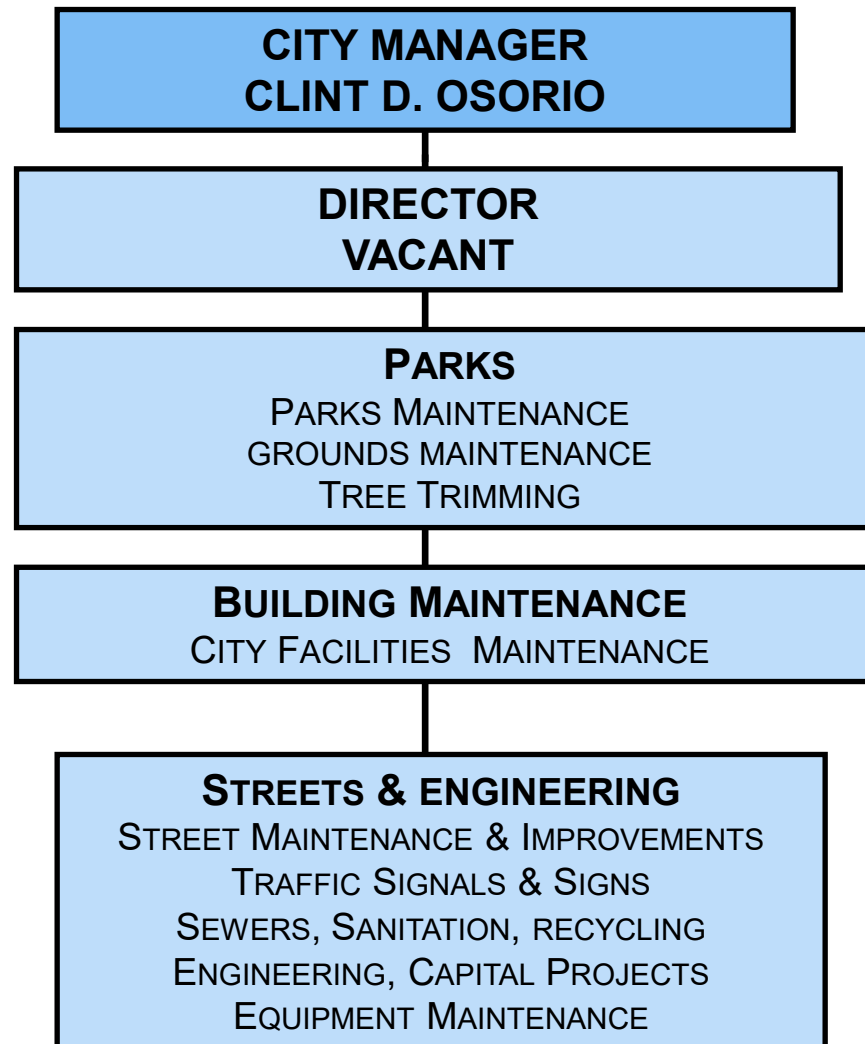 CITY MANAGER
CLINT D. OSORIO
DIRECTOR
VACANT
PARKS
PARKS MAINTENANCE
GROUNDS MAINTENANCE
TREE TRIMMING
BUILDING MAINTENANCE
CITY FACILITIES MAINTENANCE
STREETS & ENGINEERING
STREET MAINTENANCE & IMPROVEMENTS
TRAFFIC SIGNALS & SIGNS
SEWERS, SANITATION, RECYCLING
ENGINEERING, CAPITAL PROJECTS
EQUIPMENT MAINTENANCE